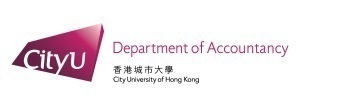 CityU
Department of Accountancy
香港城市大學
City University of Hong Kong